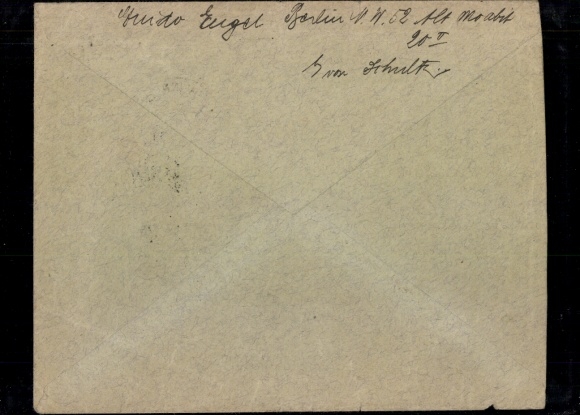 Guido Engel Berlin N.W. 52 Alt Moabit
20 II
von Schultz